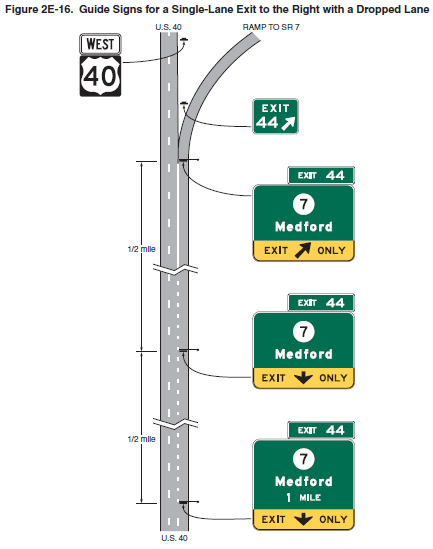 Figure 2E-16. Guide Signs for a Single-Lane Exit to the Right with a Dropped Lane
U.S. 40
RAMP TO SR 7
WEST
40
EXIT
44
EXIT 44
7
Medford
EXIT ONLY
1/2 mile
EXIT 44
7
Medford
EXIT ONLY
1/2 mile
EXIT 44
7
Medford
1 MILE
EXIT ONLY
U.S. 40